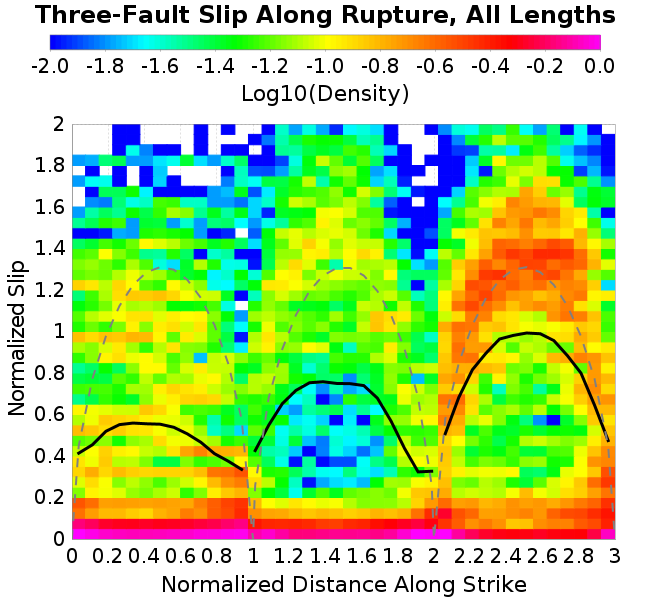 Three-Fault Slip Along Rupture, All Lengths
-2.0 -1.8 -1.6 -1.4 -1.2 -1.0 -0.8 -0.6 -0.4 -0.2 0.0
Log10(Density)
2
1.8
1.6
1.4
1.2
1
0.8
0.6
0.4
0.2
0
Normalized Slip
0 0.2 0.4 0.6 0.8 1 1.2 1.4 1.6 1.8 2 2.2 2.4 2.6 2.8 3
Normalized Distance Along Strike